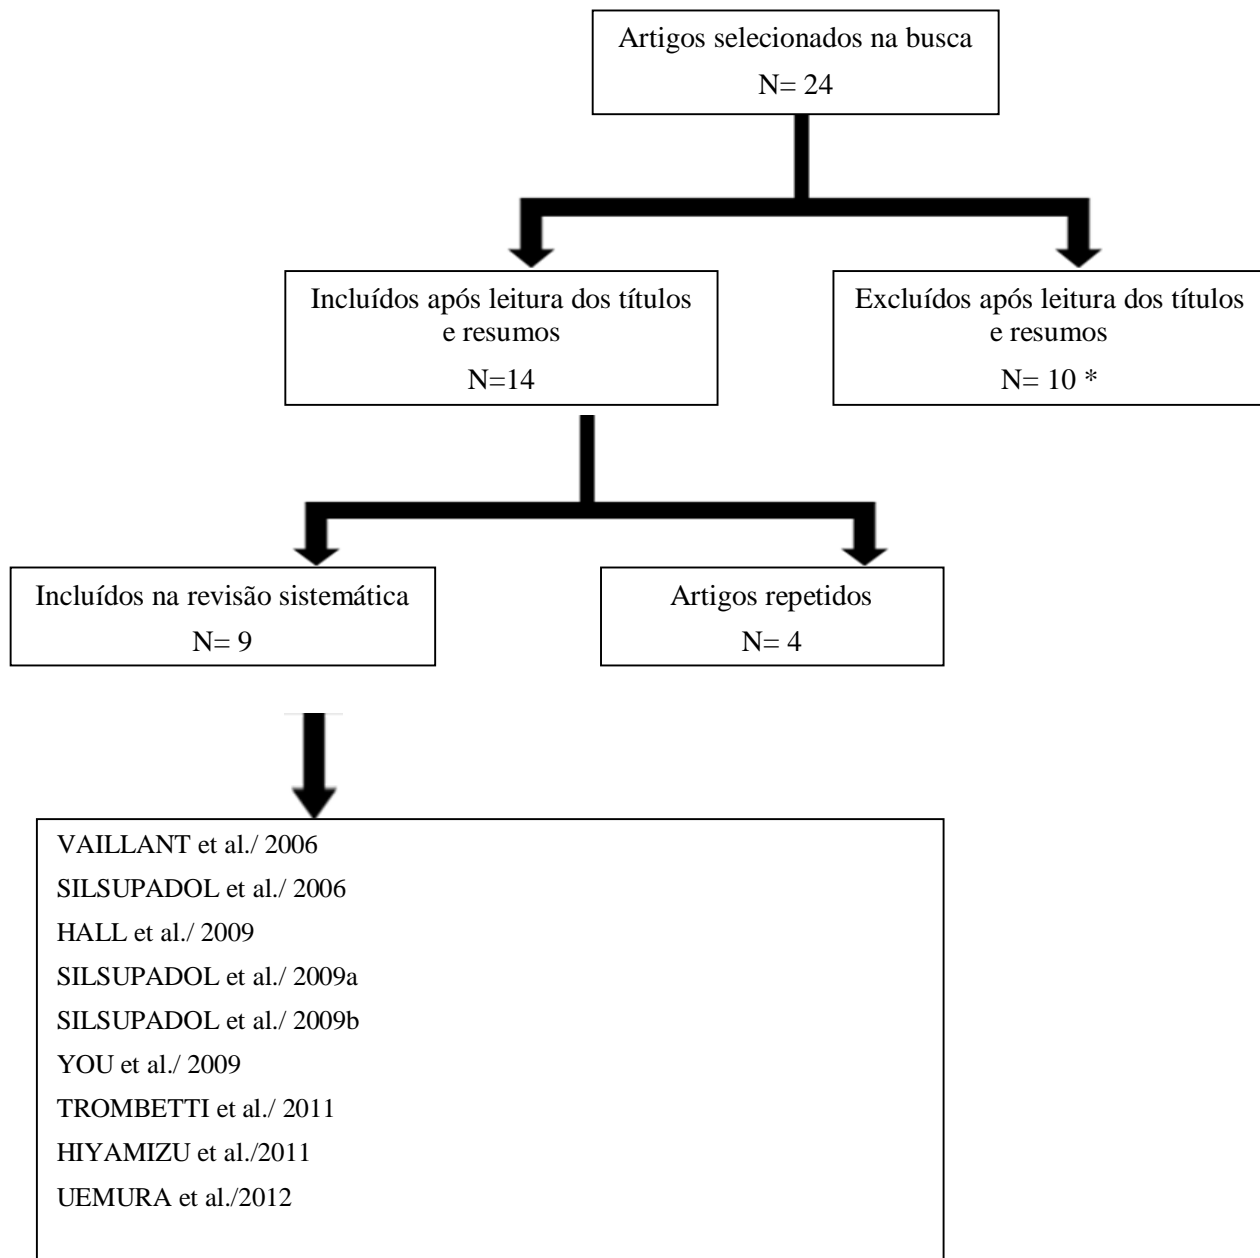 Artigos selecionados na busca
N= 24
Incluídos após leitura dos títulos
e resumos
N=14
Excluídos após leitura dos títulos
e resumos
N= 10 *
Incluídos na revisão sistemática
N= 9
Artigos repetidos
N= 4
VAILLANT et al./ 2006
SILSUPADOL et al./ 2006
HALL et al./ 2009
SILSUPADOL et al./ 2009a
SILSUPADOL et al./ 2009b
YOU et al./ 2009
TROMBETTI et al./ 2011
HIYAMIZU et al./2011
UEMURA et al./2012